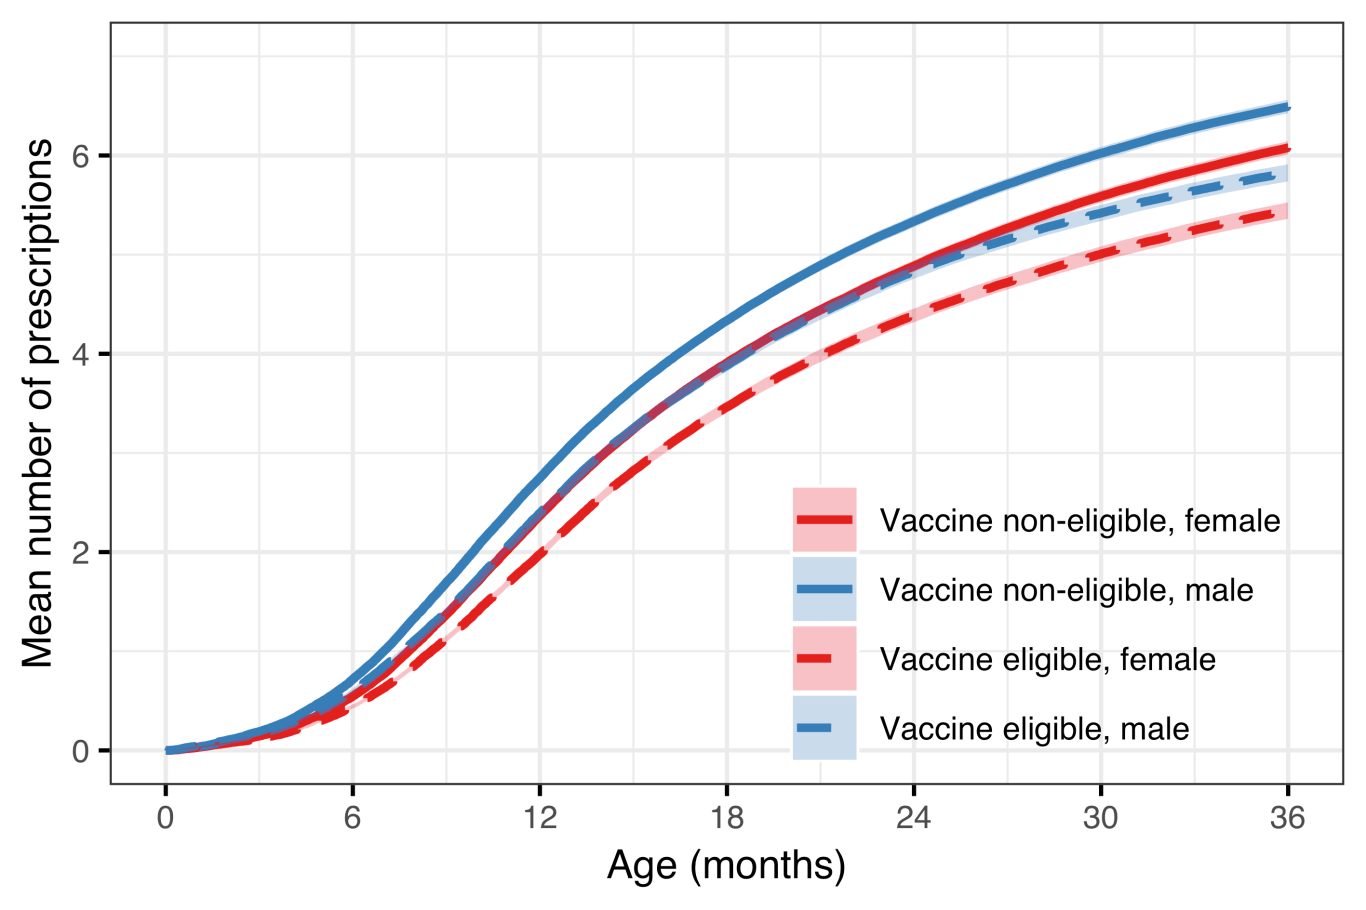 Mean number of prescriptions
6
4
2
0
Vaccine non-eligible, female
Vaccine non-eligible, male
Vaccine eligible, female
Vaccine eligible, male
0 6 12 18 24 30 36
Age (months)